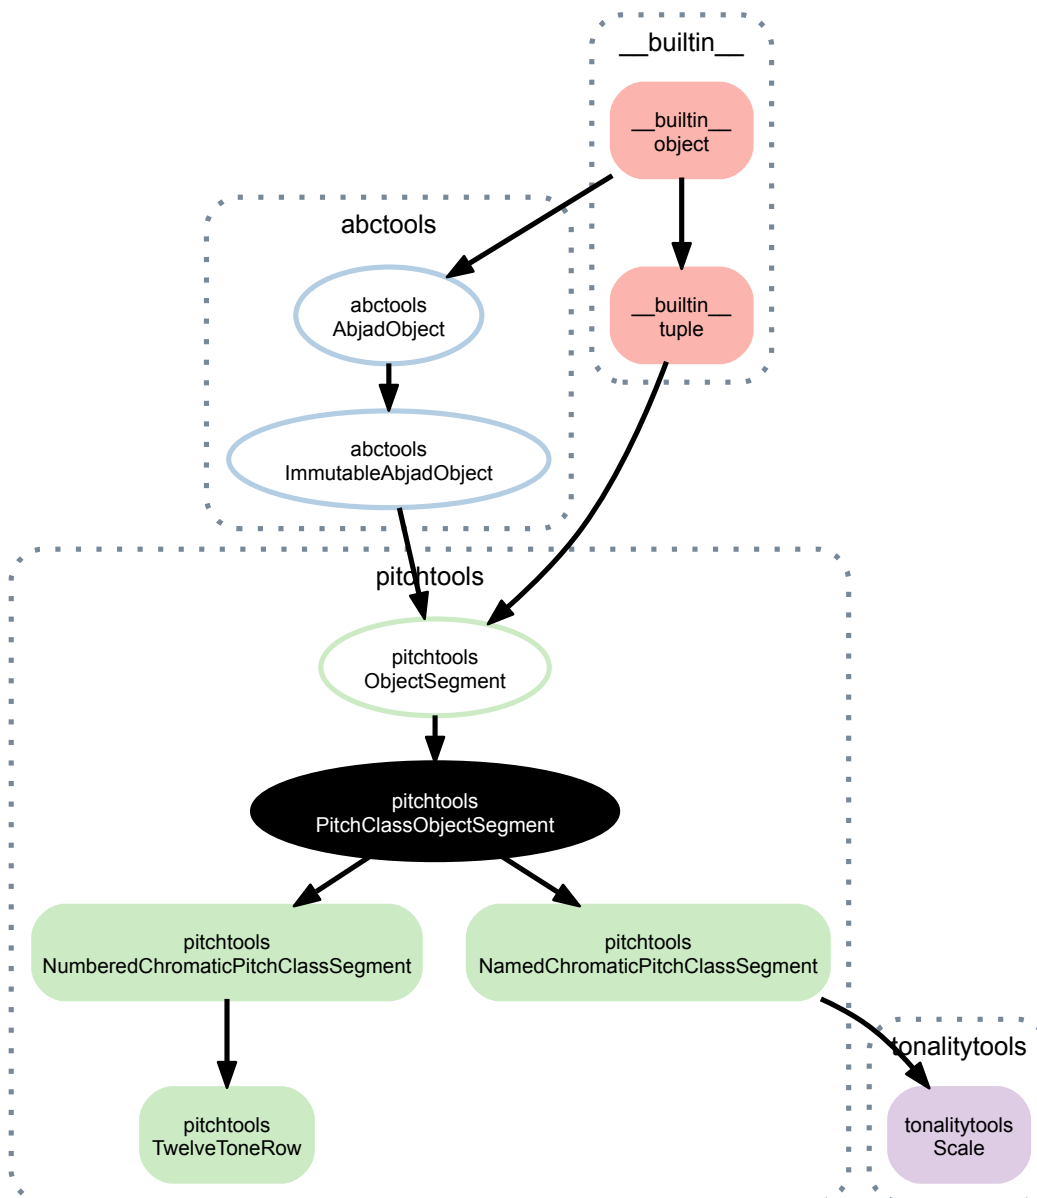 __builtin__
__builtin__
object
abctools
abctools
AbjadObject
__builtin__
tuple
abctools
ImmutableAbjadObject
pitchtools
pitchtools
ObjectSegment
pitchtools
PitchClassObjectSegment
pitchtools
NumberedChromaticPitchClassSegment
pitchtools
NamedChromaticPitchClassSegment
tonalitytools
pitchtools
TwelveToneRow
tonalitytools
Scale